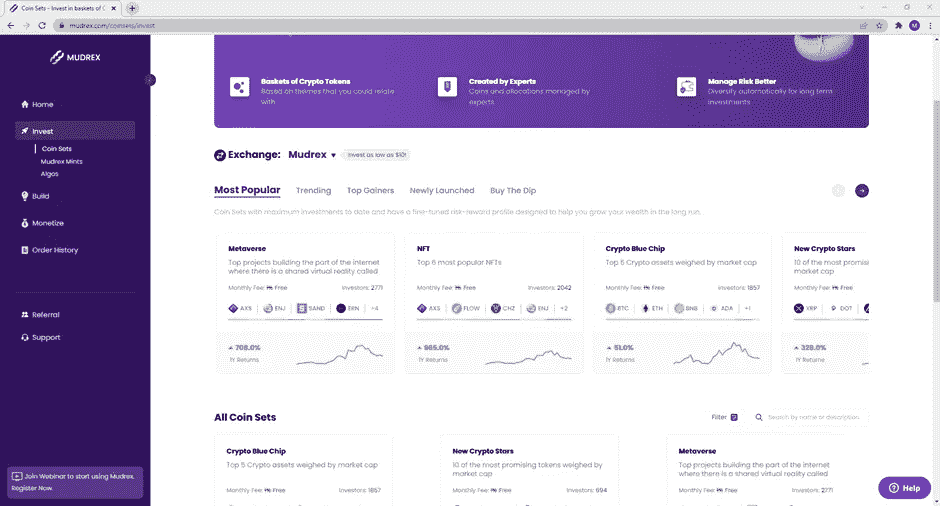 Coin Sets - Invest in baskets of C
mudrex.com/coinsets/invest
M
MUDREX
Home
Invest
Coin Sets
Mudrex Mints
Algos
Build
Monetize
Order History
Referral
Support
Join Webinar to start using Mudrex.
Register Now.
Baskets of Crypto Tokens
Based on themes that you could relate
with
Created by Experts
Coins and allocations managed by
experts
Manage Risk Better
Diversify automatically for long term
investments
Exchange: Mudrex
Invest as low as $10!
Most Popular Trending Top Gainers Newly Launched Buy The Dip
Coin Sets with maximum investments to date and have a fine-tuned risk-reward profile designed to help you grow your wealth in the long run.
Metaverse
Top projects building the part of the internet
where there is a shared virtual reality called
Monthly Fee: Free Investors: 2771
AXS ENJ SAND ERN +4
708.0%
1Y Returns
NFT
Top 6 most popular NFTs
Monthly Fee: Free Investors: 2042
AXS FLOW CHZ ENJ +2
965.0%
1Y Returns
Crypto Blue Chip
Top 5 Crypto assets weighed by market cap
Monthly Fee: Free Investors: 1857
BTC ETH BNB ADA +1
51.0%
1Y Returns
New Crypto Stars
10 of the most promisin
market cap
Monthly Fee: Free
XRP DOT
329.0%
1Y Returns
All Coin Sets
Filter
Search by name or description
Crypto Blue Chip
Top 5 Crypto assets weighed by market cap
Monthly Fee: Free Investors: 1857
New Crypto Stars
10 of the most promising tokens weighed by
market cap
Monthly Fee: Free Investors: 694
Metaverse
Top projects building the part of the internet
where there is a shared virtual reality called
Monthly Fee: Free Investors: 2771
Help